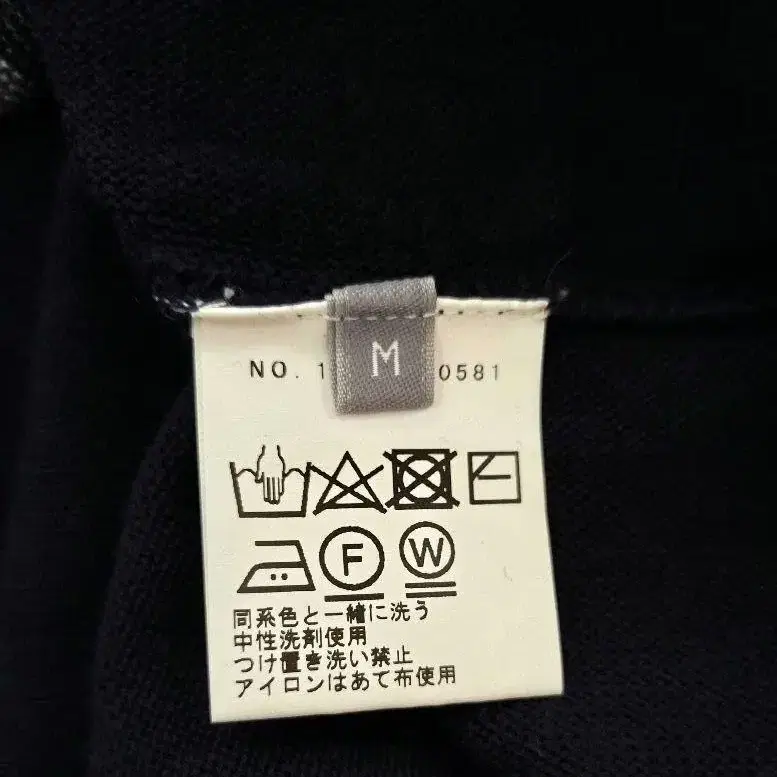 M
NO. 1 0581
F W
同系色と一緒に洗う
中性洗剤使用
つけ置き洗い禁止
アイロンはあて布使用